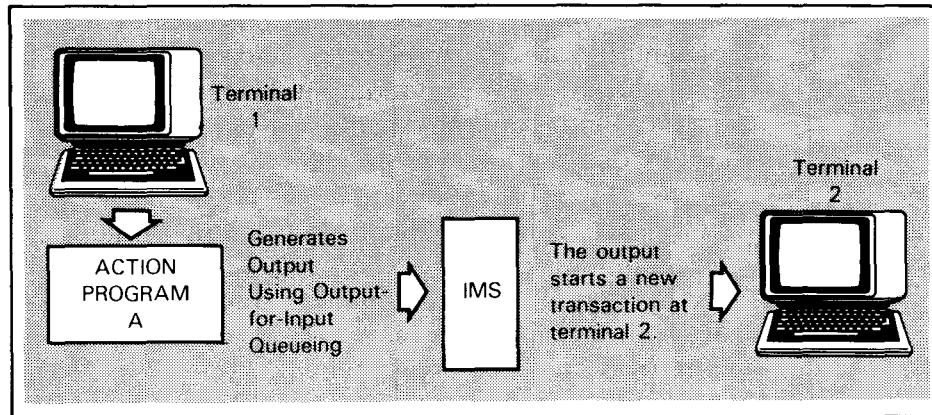 Terminal
1
ACTION
PROGRAM
A
Generates
Output
Using Output-
for-Input
Queueing
IMS
The output
starts a new
transaction at
terminal 2.
Terminal
2